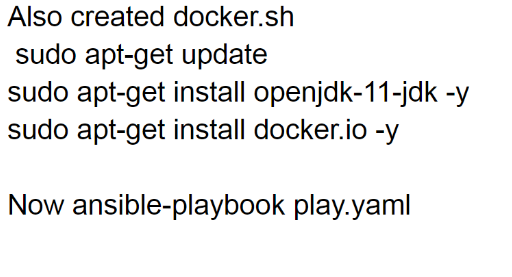 Also created docker.sh
sudo apt-get update
sudo apt-get install openjdk-11-jdk -y
sudo apt-get install docker.io -y
Now ansible-playbook play.yaml